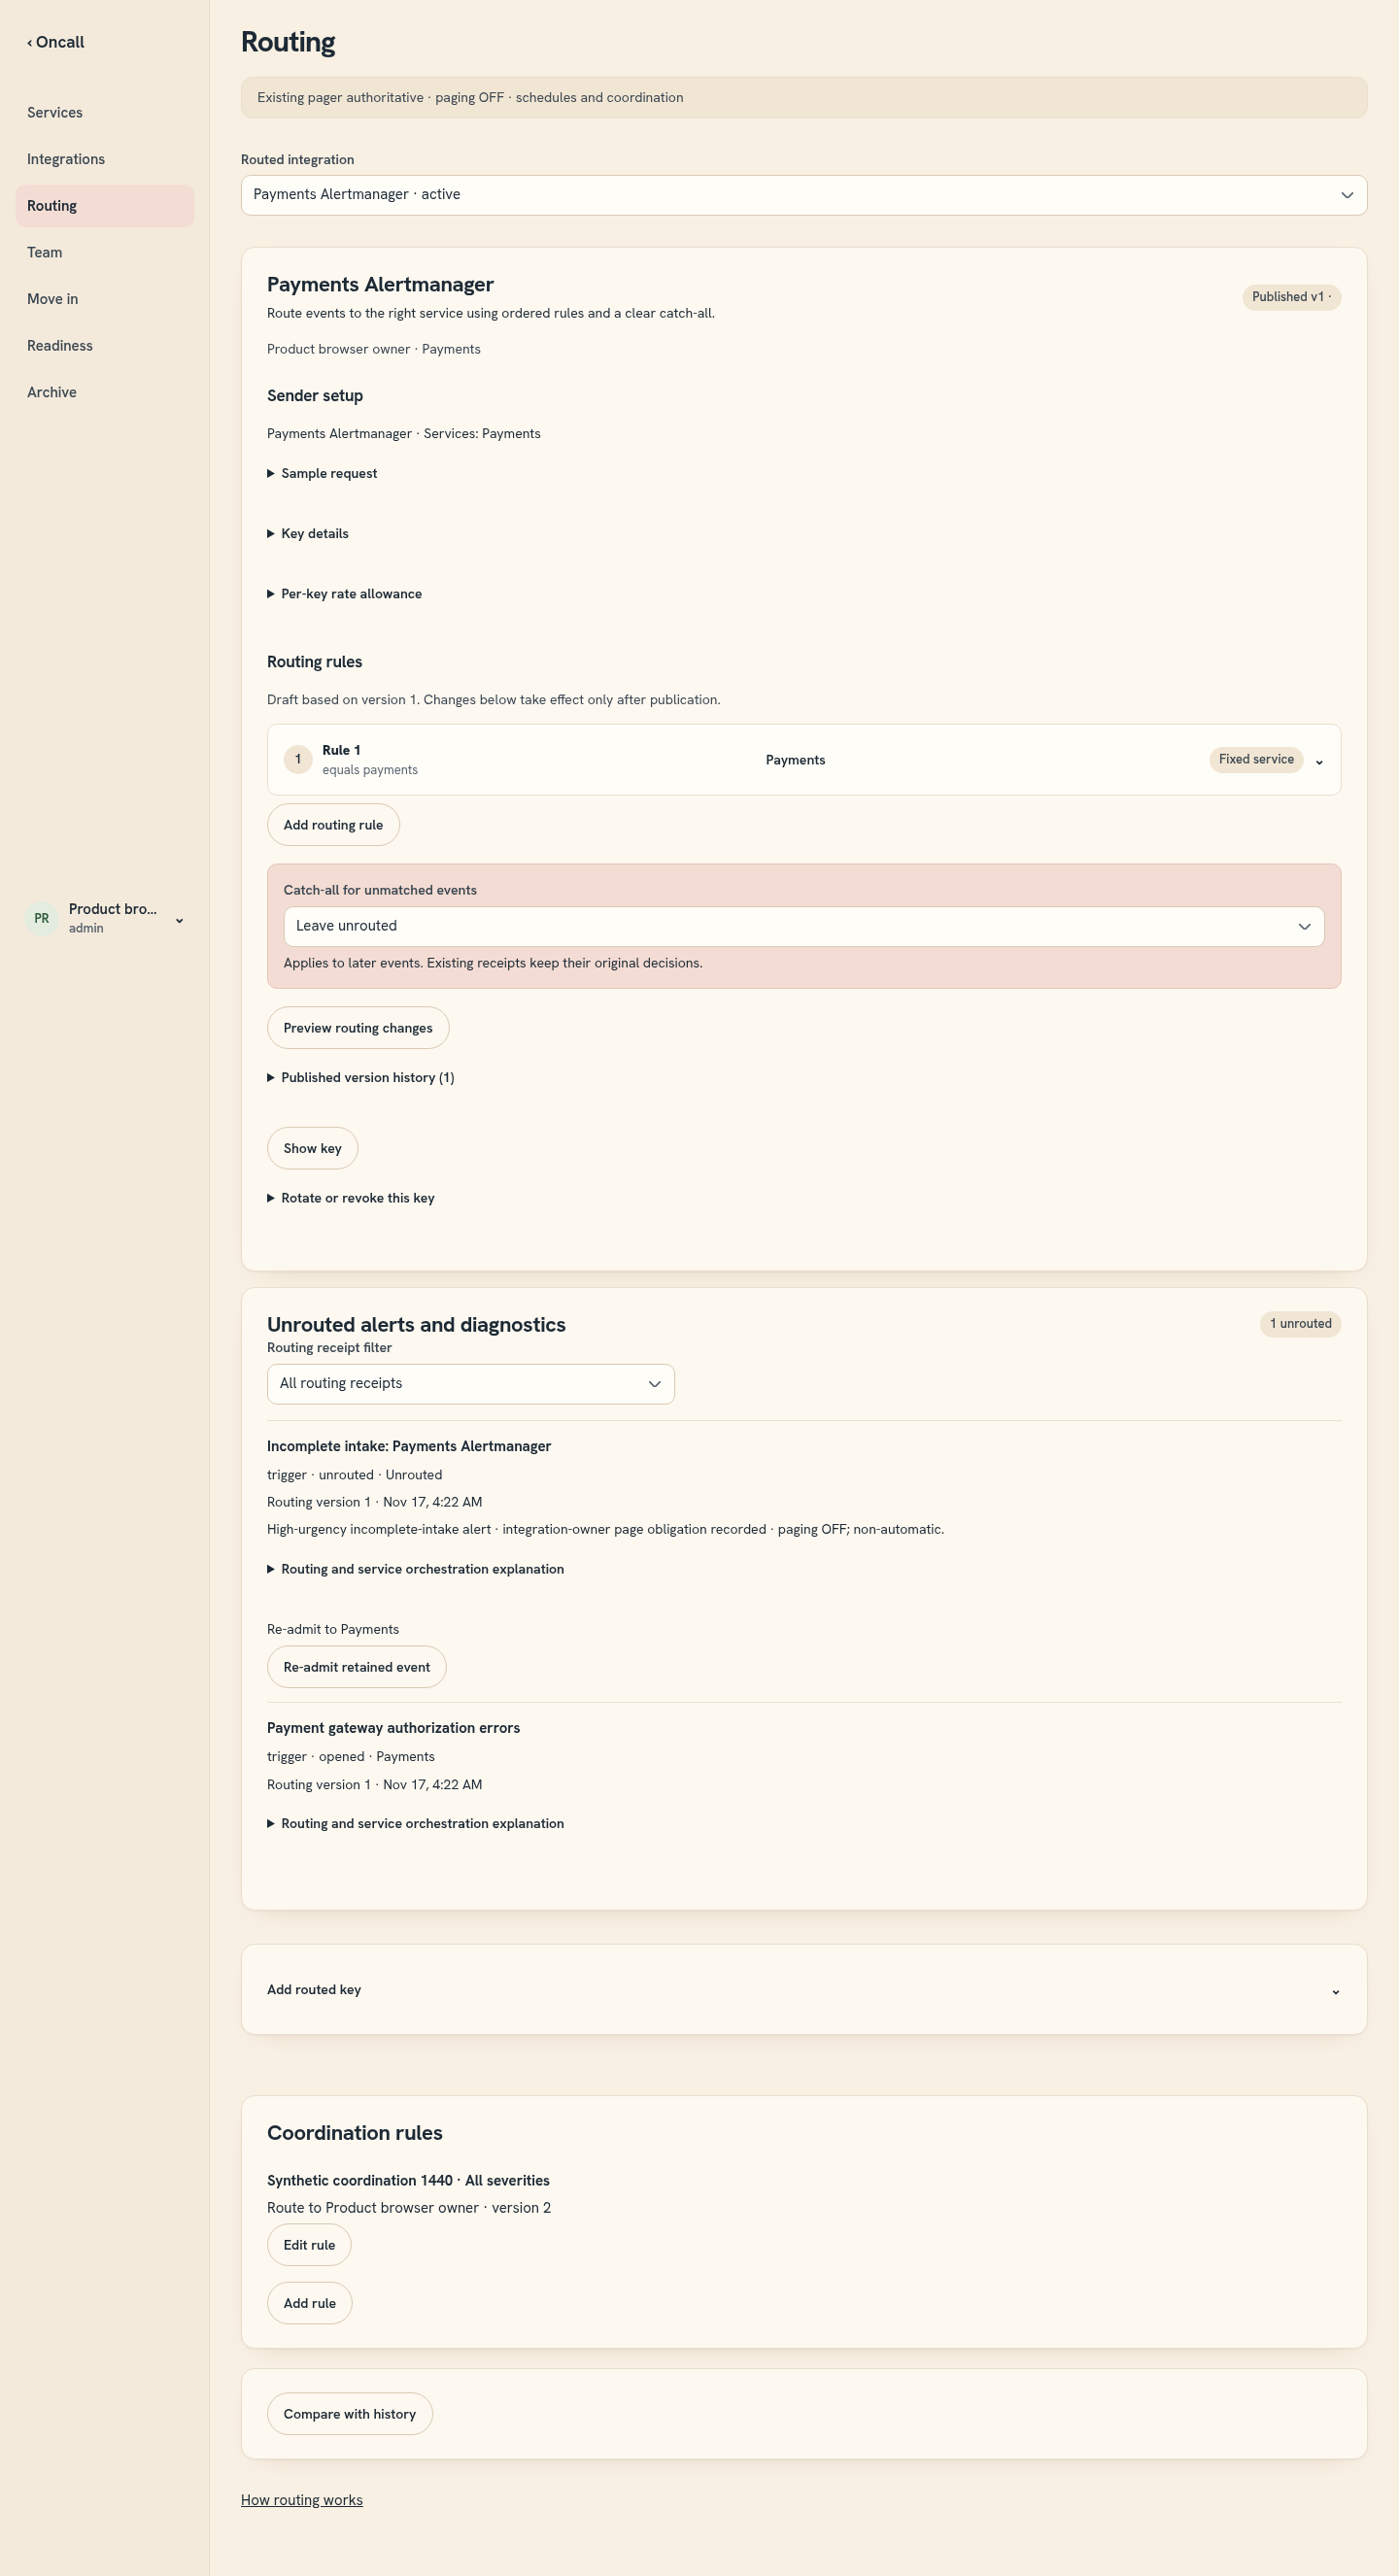 ‹ Oncall
Services
Integrations
Routing
Team
Move in
Readiness
Archive
PR
Product bro...
admin
Routing
Existing pager authoritative · paging OFF · schedules and coordination
Routed integration
Payments Alertmanager · active
Payments Alertmanager
Published v1 ·
Route events to the right service using ordered rules and a clear catch-all.
Product browser owner · Payments
Sender setup
Payments Alertmanager · Services: Payments
Sample request
Key details
Per-key rate allowance
Routing rules
Draft based on version 1. Changes below take effect only after publication.
1
Rule 1
equals payments
Payments
Fixed service
Add routing rule
Catch-all for unmatched events
Leave unrouted
Applies to later events. Existing receipts keep their original decisions.
Preview routing changes
Published version history (1)
Show key
Rotate or revoke this key
Unrouted alerts and diagnostics
1 unrouted
Routing receipt filter
All routing receipts
Incomplete intake: Payments Alertmanager
trigger · unrouted · Unrouted
Routing version 1 · Nov 17, 4:22 AM
High-urgency incomplete-intake alert · integration-owner page obligation recorded · paging OFF; non-automatic.
Routing and service orchestration explanation
Re-admit to Payments
Re-admit retained event
Payment gateway authorization errors
trigger · opened · Payments
Routing version 1 · Nov 17, 4:22 AM
Routing and service orchestration explanation
Add routed key
Coordination rules
Synthetic coordination 1440 · All severities
Route to Product browser owner · version 2
Edit rule
Add rule
Compare with history
How routing works